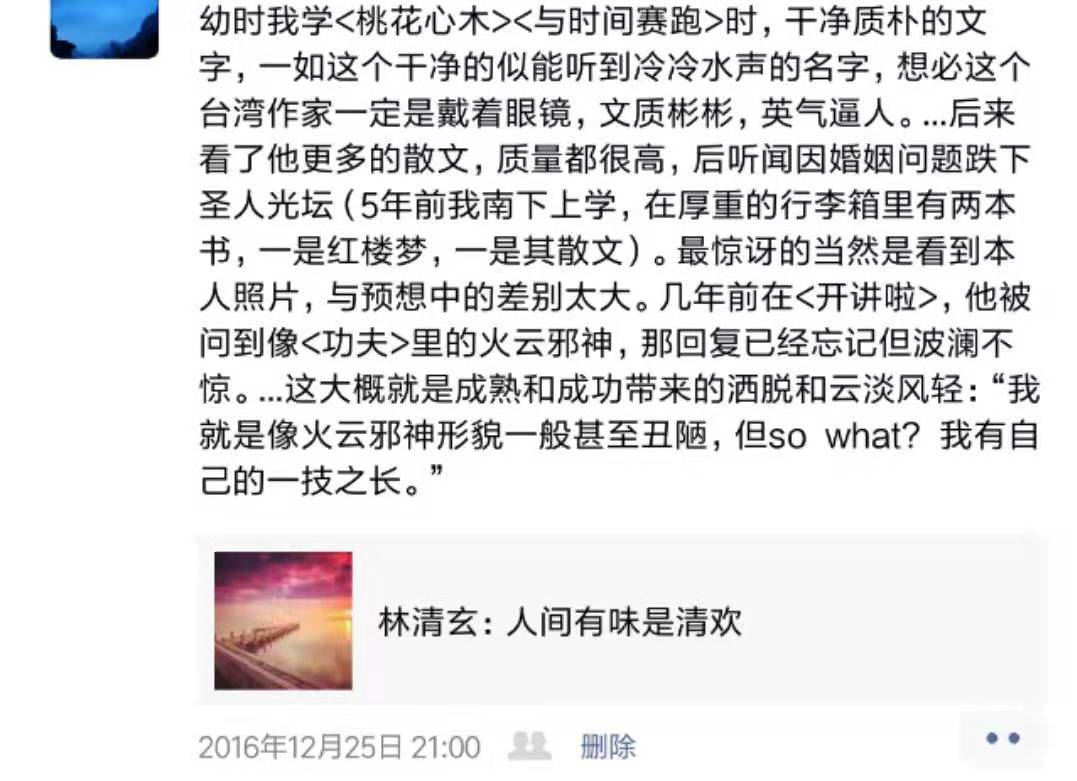 幼时我学<桃花心木><与时间赛跑>时，干净质朴的文
字，一如这个干净的似能听到冷冷水声的名字，想必这个
台湾作家一定是戴着眼镜，文质彬彬，英气逼人。...后来
看了他更多的散文，质量都很高，后听闻因婚姻问题跌下
圣人光坛（5年前我南下上学，在厚重的行李箱里有两本
书，一是红楼梦，一是其散文）。最惊讶的当然是看到本
人照片，与预想中的差别太大。几年前在<开讲啦>，他被
问到像<功夫>里的火云邪神，那回复已经忘记但波澜不
惊。...这大概就是成熟和成功带来的洒脱和云淡风轻：“我
就是像火云邪神形貌一般甚至丑陋，但so what？我有自
己的一技之长。”
林清玄：人间有味是清欢
2016年12月25日 21:00 删除